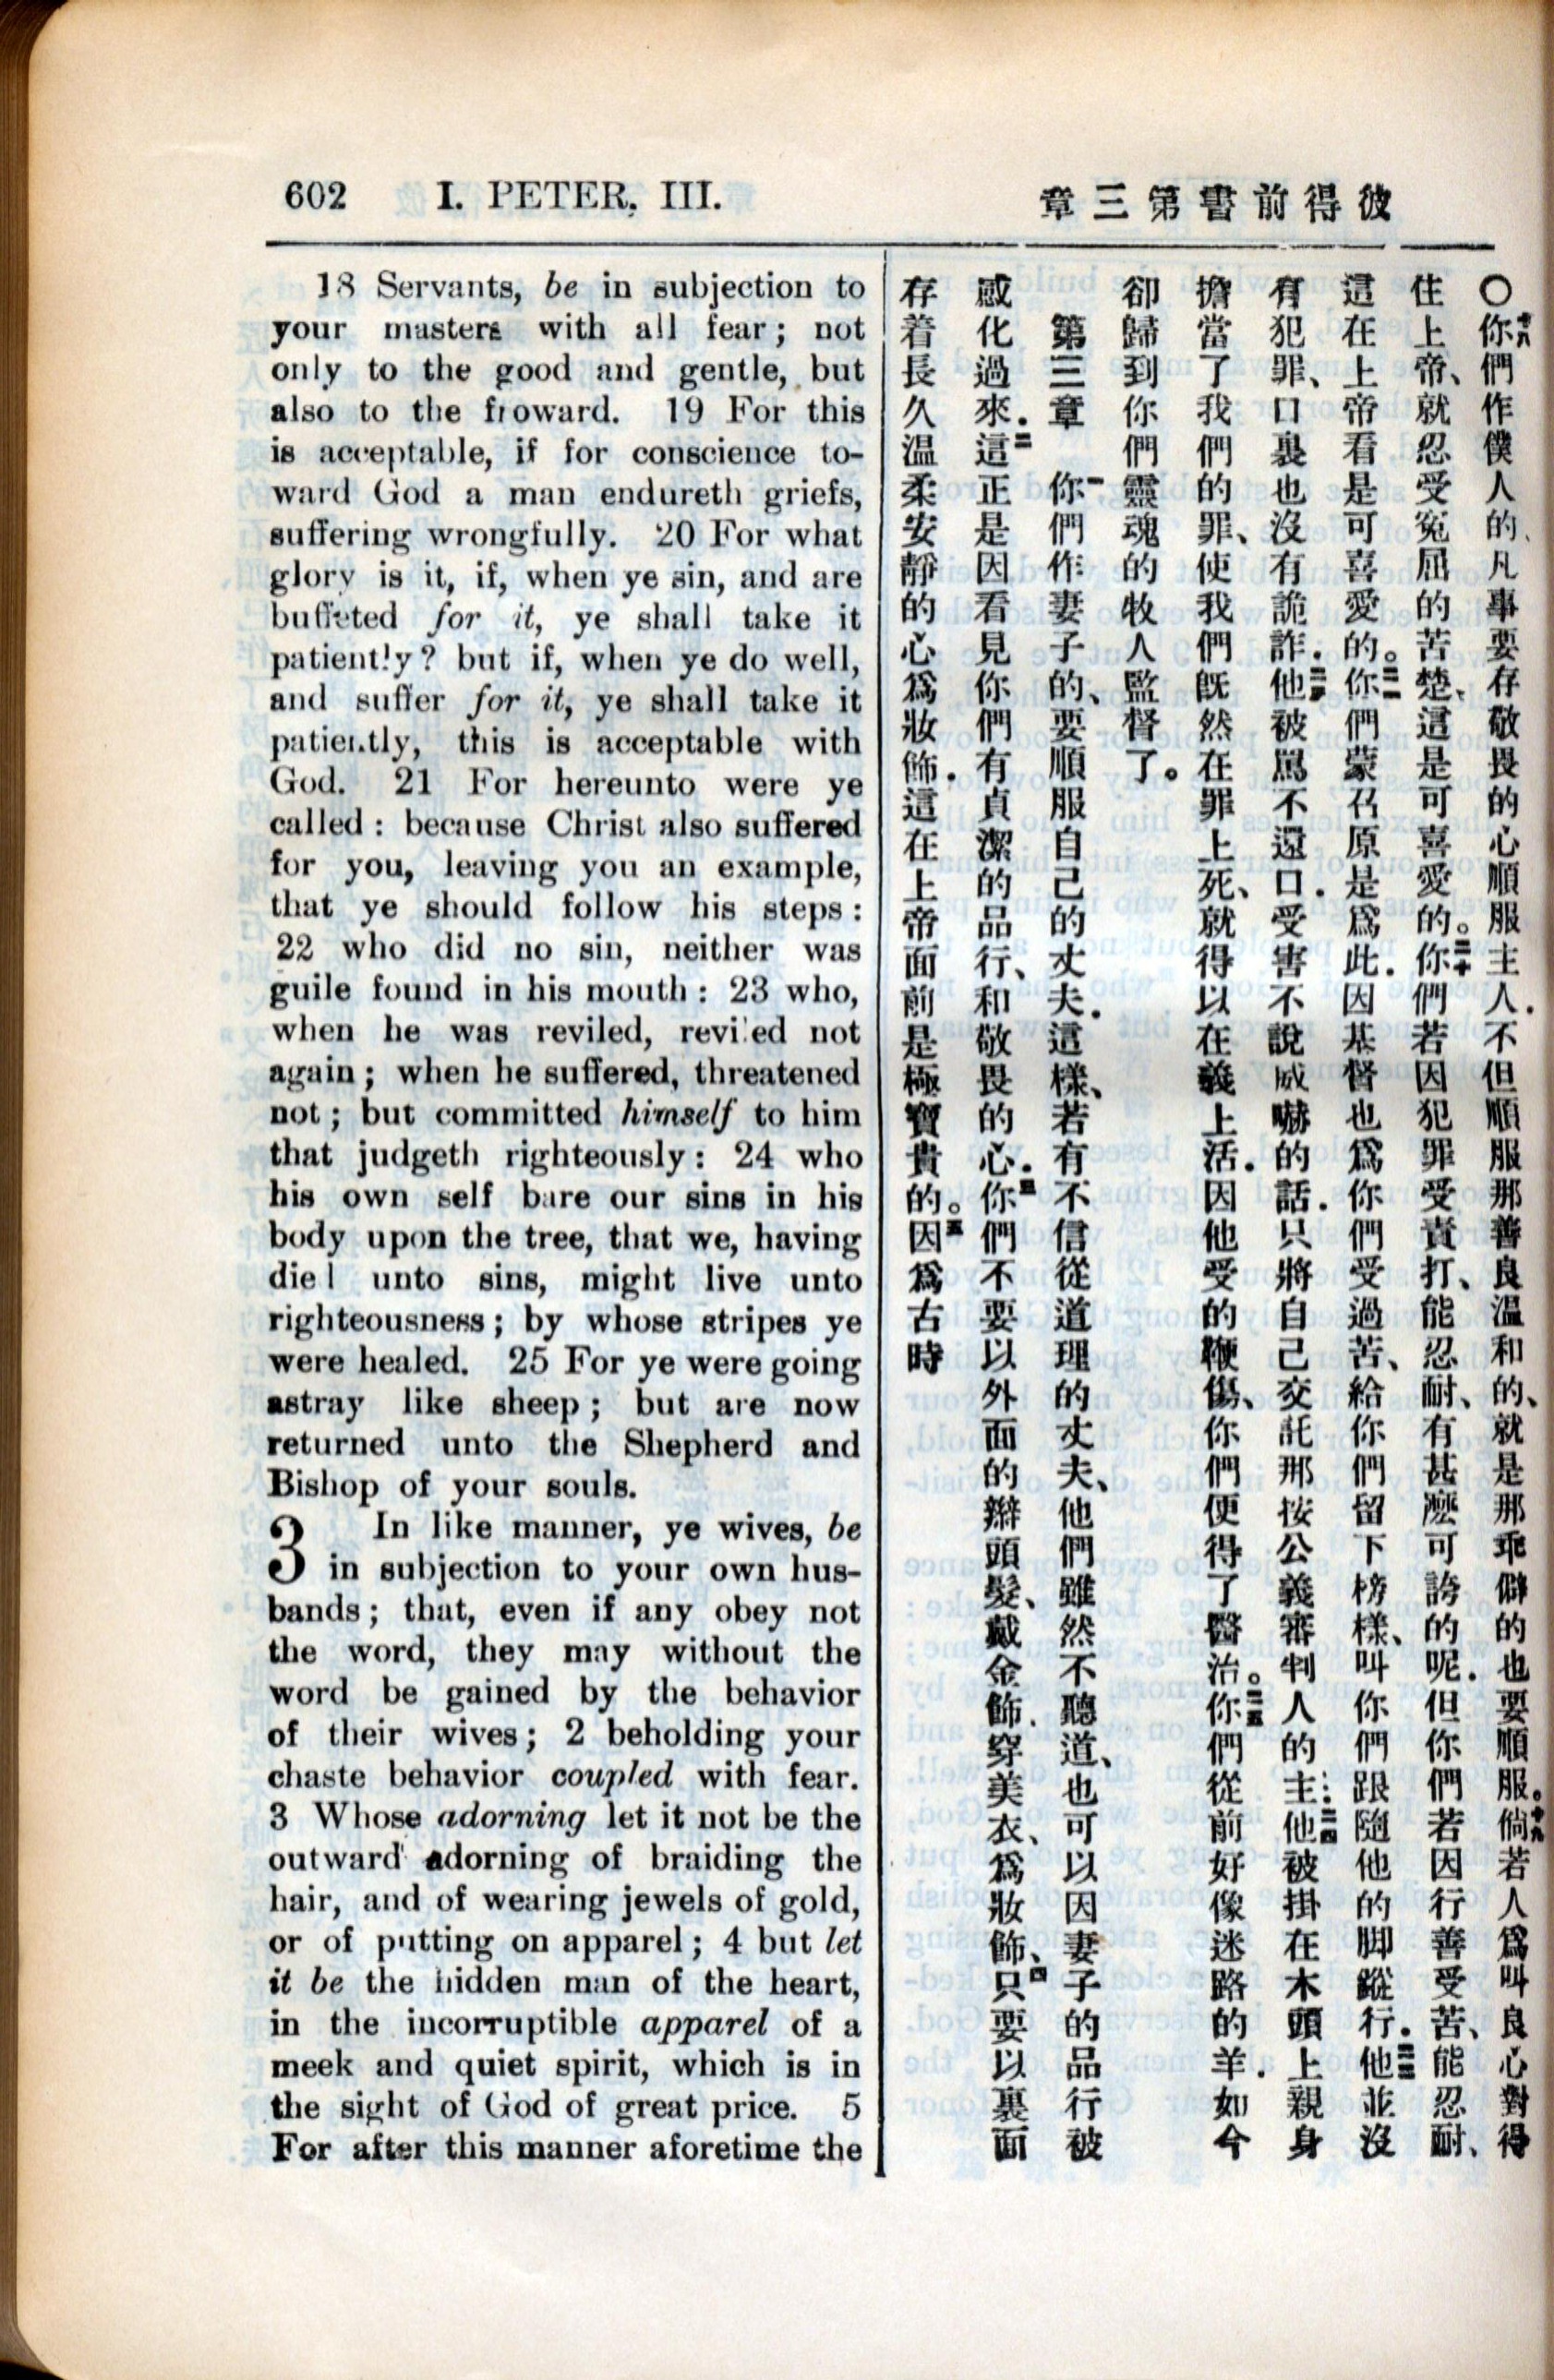 602 I. PETER, III.
彼得前書第三章
18 Servants, be in subjection to
your masters with all fear; not
only to the good and gentle, but
also to the froward. 19 For this
is acceptable, if for conscience to-
ward God a man endureth griefs,
suffering wrongfully. 20 For what
glory is it, if, when ye sin, and are
buffeted for it, ye shall take it
patiently? but if, when ye do well,
and suffer for it, ye shall take it
patiently, this is acceptable with
God. 21 For hereunto were ye
called: because Christ also suffered
for you, leaving you an example,
that ye should follow his steps:
22 who did no sin, neither was
guile found in his mouth: 23 who,
when he was reviled, reviled not
again; when he suffered, threatened
not; but committed himself to him
that judgeth righteously: 24 who
his own self bare our sins in his
body upon the tree, that we, having
died unto sins, might live unto
righteousness; by whose stripes ye
were healed. 25 For ye were going
astray like sheep; but are now
returned unto the Shepherd and
Bishop of your souls.
3 In like manner, ye wives, be
in subjection to your own hus-
bands; that, even if any obey not
the word, they may without the
word be gained by the behavior
of their wives; 2 beholding your
chaste behavior coupled with fear.
3 Whose adorning let it not be the
outward adorning of braiding the
hair, and of wearing jewels of gold,
or of putting on apparel; 4 but let
it be the hidden man of the heart,
in the incorruptible apparel of a
meek and quiet spirit, which is in
the sight of God of great price. 5
For after this manner aforetime the
〇十八你們作僕人的、凡事要存敬畏的心順服主人．不但順服那善良溫和的、就是那乖僻的也要順服。十九倘若人爲叫良心對得
住上帝、就忍受寃屈的苦楚、這是可喜愛的。二十你們若因犯罪受責打、能忍耐、有甚麽可誇的呢．但你們若因行善受苦、能忍耐、
這在上帝看是可喜愛的。二一你們蒙召原是爲此．因基督也爲你們受過苦、給你們留下榜樣、叫你們跟隨他的脚蹤行．二二他並沒
有犯罪、口裏也沒有詭詐．二三他被罵不還口．受害不說威嚇的話．只將自己交託那按公義審判人的主．二四他被掛在木頭上親身
擔當了我們的罪、使我們旣然在罪上死、就得以在義上活．因他受的鞭傷、你們便得了醫治。二五你們從前好像迷路的羊．如今
卻歸到你們靈魂的牧人監督了。
第三章 一你們作妻子的、要順服自己的丈夫．這樣、若有不信從道理的丈夫、他們雖然不聽道、也可以因妻子的品行被
感化過來．二這正是因看見你們有貞潔的品行、和敬畏的心．三你們不要以外面的辮頭髮、戴金飾．穿美衣、爲妝飾、四只要以裏面
存着長久溫柔安靜的心爲妝飾．這在上帝面前是極寶貴的。五因爲古時